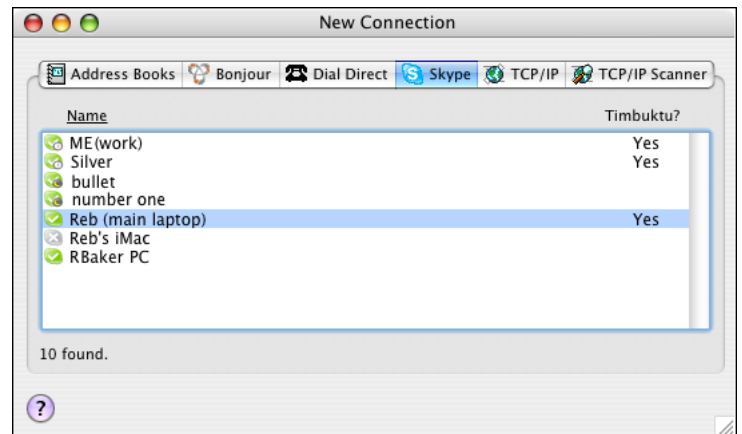 New Connection
Address Books Bonjour Dial Direct Skype TCP/IP TCP/IP Scanner
Name Timbuktu?
ME(work) Yes
Silver Yes
bullet
number one
Reb (main laptop) Yes
Reb's iMac
RBaker PC
10 found.
?